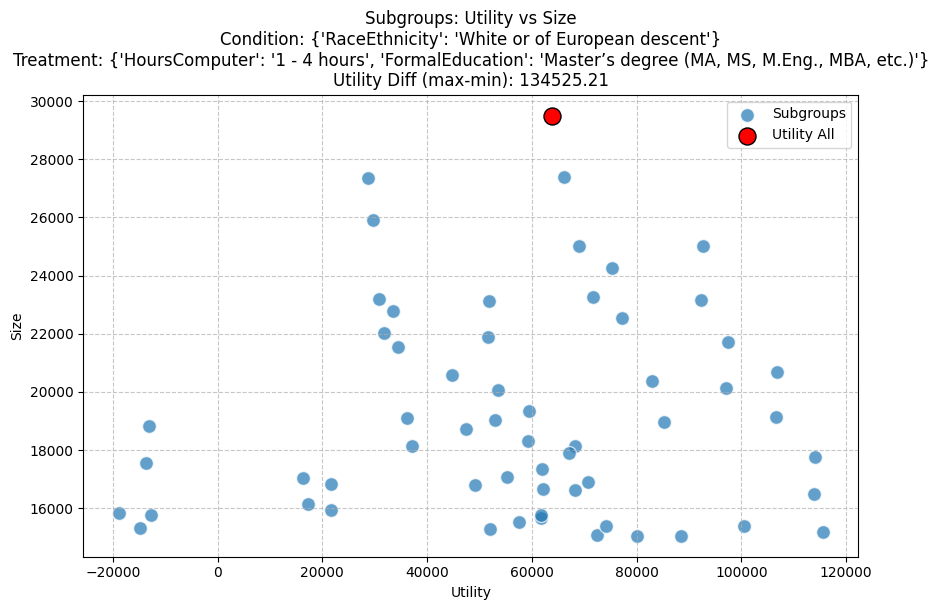 Subgroups: Utility vs Size
Condition: {'RaceEthnicity': 'White or of European descent'}
Treatment: {'HoursComputer': '1 - 4 hours', 'FormalEducation': 'Master’s degree (MA, MS, M.Eng., MBA, etc.)'}
Utility Diff (max-min): 134525.21
Subgroups
Utility All
30000
28000
26000
24000
22000
20000
18000
16000
Size
−20000 0 20000 40000 60000 80000 100000 120000
Utility